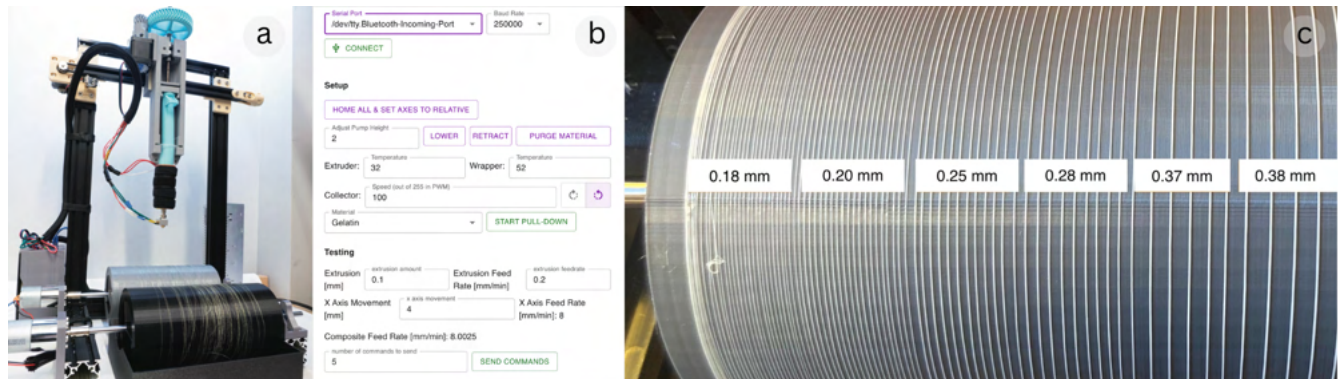 a
Serial Port
/dev/tty.Bluetooth-Incoming-Port
Baud Rate
250000
b
CONNECT
Setup
HOME ALL & SET AXES TO RELATIVE
Adjust Pump Height
2
LOWER
RETRACT
PURGE MATERIAL
Extruder:
Temperature
32
Wrapper:
Temperature
52
Collector:
Speed (out of 255 in PWM)
100
Material
Gelatin
START PULL-DOWN
Testing
Extrusion [mm]
extrusion amount
0.1
Extrusion Feed Rate [mm/min]
extrusion feedrate
0.2
X Axis Movement [mm]
x axis movement
4
X Axis Feed Rate [mm/min]: 8
Composite Feed Rate [mm/min]: 8.0025
number of commands to send
5
SEND COMMANDS
c
0.18 mm
0.20 mm
0.25 mm
0.28 mm
0.37 mm
0.38 mm